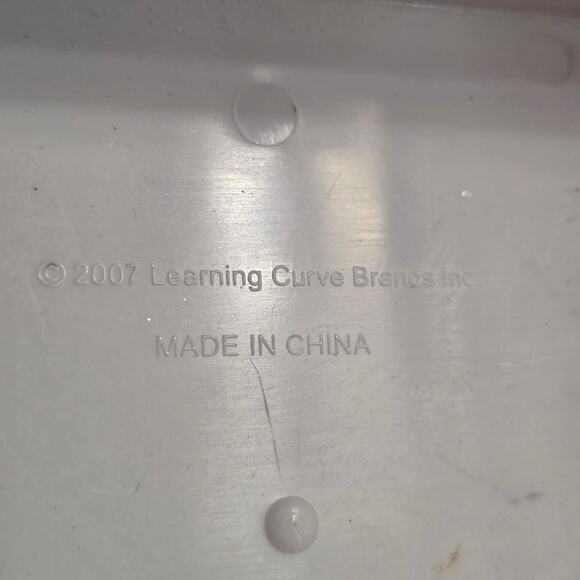 © 2007 Learning Curve Brands Inc
MADE IN CHINA